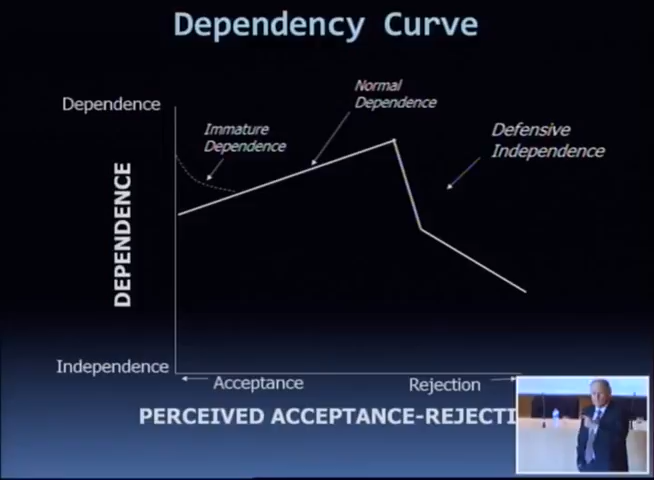 Dependency Curve
Normal
Dependence
Dependence
Immature
Dependence
Defensive
Independence
DEPENDENCE
Independence
Acceptance
Rejection
PERCEIVED ACCEPTANCE-REJECTI